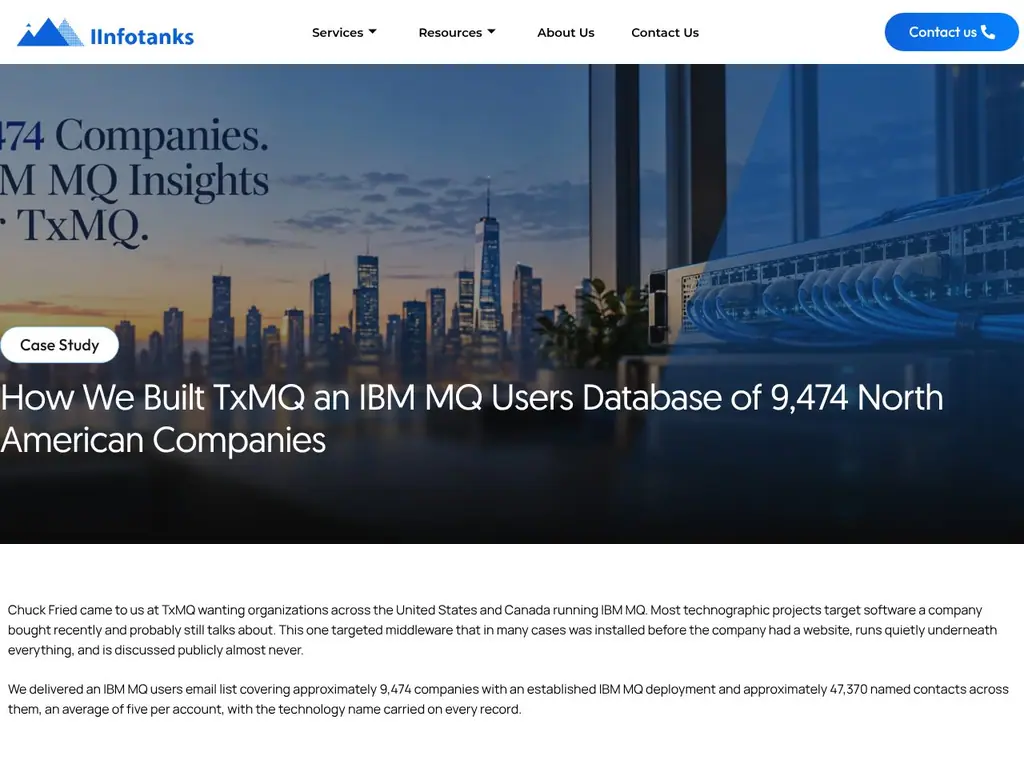 IInfotanks
Services
Resources
About Us
Contact Us
Contact us
474 Companies.
M MQ Insights
r TxMQ.
Case Study
How We Built TxMQ an IBM MQ Users Database of 9,474 North
American Companies
Chuck Fried came to us at TxMQ wanting organizations across the United States and Canada running IBM MQ. Most technographic projects target software a company
bought recently and probably still talks about. This one targeted middleware that in many cases was installed before the company had a website, runs quietly underneath
everything, and is discussed publicly almost never.
We delivered an IBM MQ users email list covering approximately 9,474 companies with an established IBM MQ deployment and approximately 47,370 named contacts across
them, an average of five per account, with the technology name carried on every record.